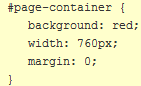 #page-container {
    background: red;
    width: 760px;
    margin: 0;
}